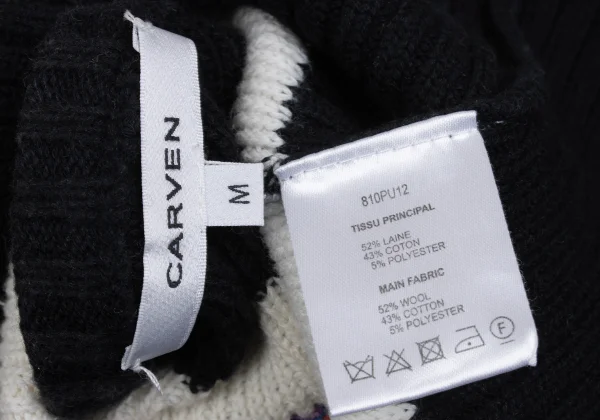 CARVEN
M
810PU12
TISSU PRINCIPAL
52% LAINE
43% COTON
5% POLYESTER
MAIN FABRIC
52% WOOL
43% COTTON
5% POLYESTER
F